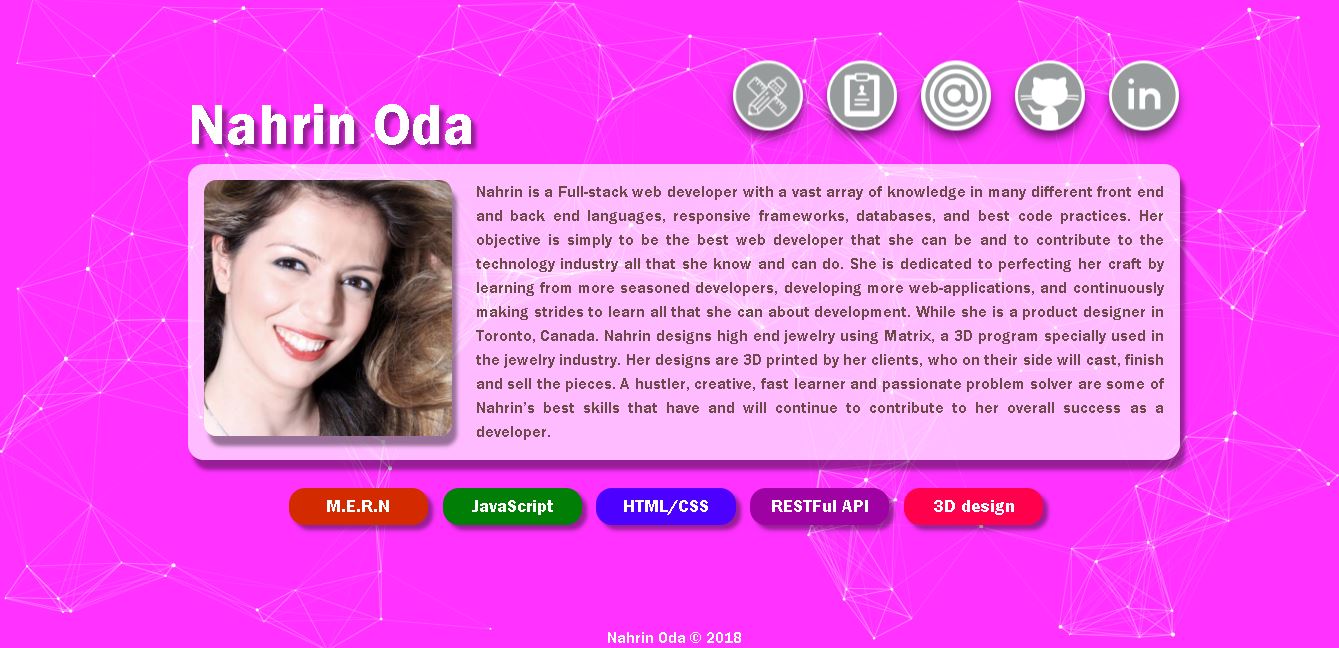 Nahrin Oda
Nahrin is a Full-stack web developer with a vast array of knowledge in many different front end
and back end languages, responsive frameworks, databases, and best code practices. Her
objective is simply to be the best web developer that she can be and to contribute to the
technology industry all that she know and can do. She is dedicated to perfecting her craft by
learning from more seasoned developers, developing more web-applications, and continuously
making strides to learn all that she can about development. While she is a product designer in
Toronto, Canada. Nahrin designs high end jewelry using Matrix, a 3D program specially used in
the jewelry industry. Her designs are 3D printed by her clients, who on their side will cast, finish
and sell the pieces. A hustler, creative, fast learner and passionate problem solver are some of
Nahrin's best skills that have and will continue to contribute to her overall success as a
developer.
M.E.R.N JavaScript HTML/CSS RESTFul API 3D design
Nahrin Oda © 2018